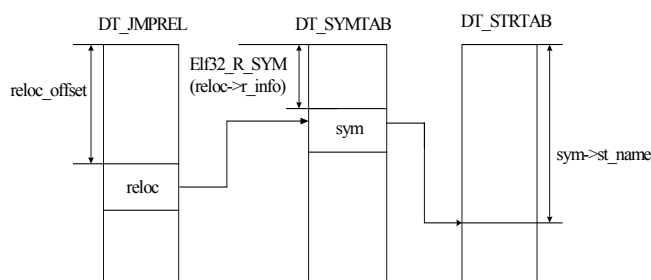 DT_JMPREL
DT_SYMTAB
DT_STRTAB
reloc_offset
Elf32_R_SYM
(reloc->r_info)
sym
sym->st_name
reloc